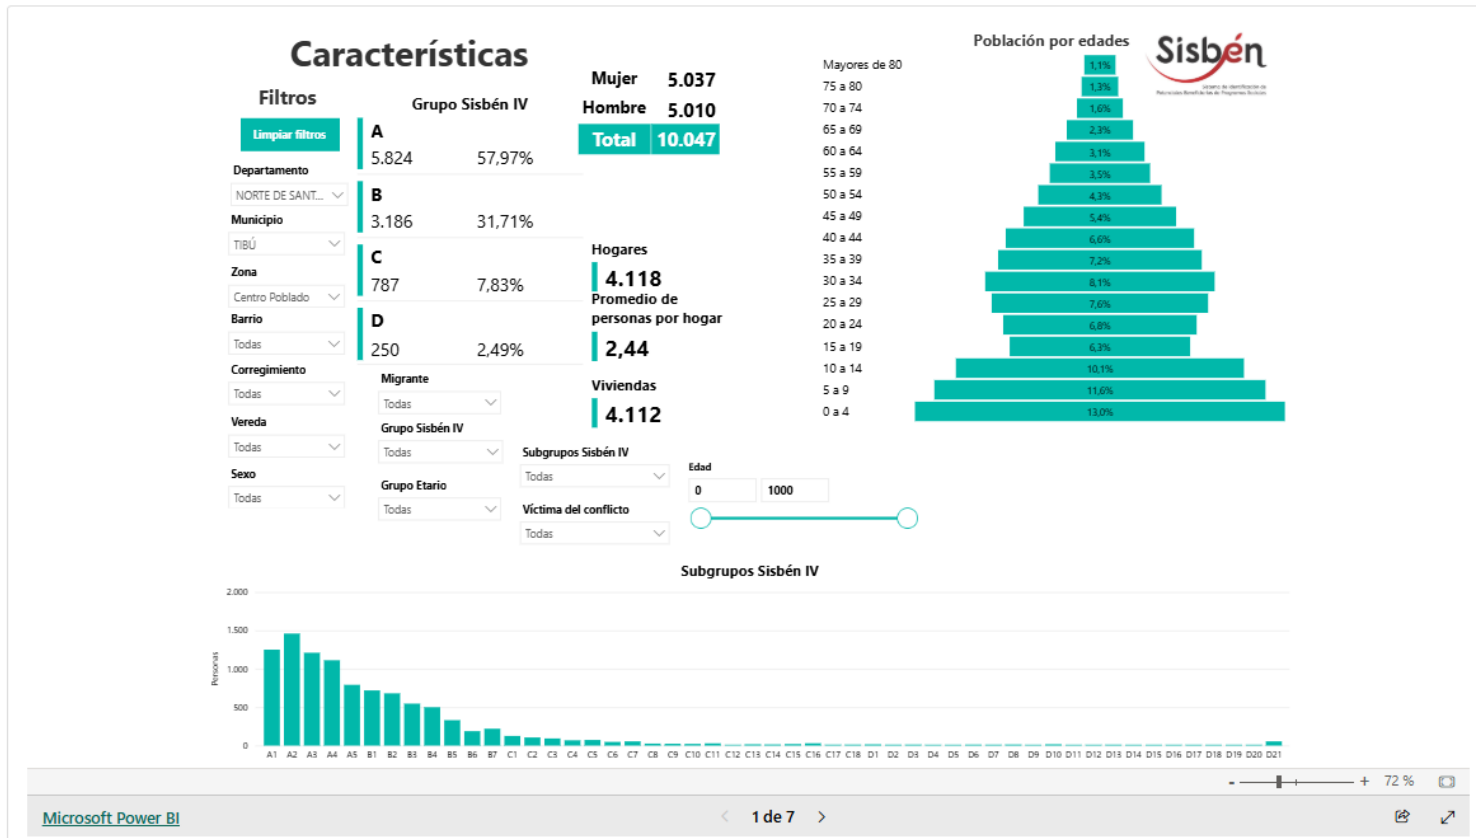 Características
Filtros
Limpiar filtros
Departamento
NORTE DE SANT...
Municipio
TIBÚ
Zona
Centro Poblado
Barrio
Todas
Corregimiento
Todas
Vereda
Todas
Sexo
Todas
Grupo Sisbén IV
A
5.824 57,97%
B
3.186 31,71%
C
787 7,83%
D
250 2,49%
Migrante
Todas
Grupo Sisbén IV
Todas
Grupo Etario
Todas
Mujer 5.037
Hombre 5.010
Total 10.047
Hogares
4.118
Promedio de
personas por hogar
2,44
Viviendas
4.112
Subgrupos Sisbén IV
Todas
Víctima del conflicto
Todas
Edad
0 1000
Población por edades
Mayores de 80 1,1%
75 a 80 1,3%
70 a 74 1,6%
65 a 69 2,3%
60 a 64 3,1%
55 a 59 3,5%
50 a 54 4,3%
45 a 49 5,4%
40 a 44 6,6%
35 a 39 7,2%
30 a 34 8,1%
25 a 29 7,6%
20 a 24 6,8%
15 a 19 6,3%
10 a 14 10,1%
5 a 9 11,6%
0 a 4 13,0%
Sisbén
Sistema de Identificación de
Potenciales Beneficiarios de Programas Sociales
Subgrupos Sisbén IV
Personas
2.000
1.500
1.000
500
0
A1 A2 A3 A4 A5 B1 B2 B3 B4 B5 B6 B7 C1 C2 C3 C4 C5 C6 C7 C8 C9 C10 C11 C12 C13 C14 C15 C16 C17 C18 D1 D2 D3 D4 D5 D6 D7 D8 D9 D10 D11 D12 D13 D14 D15 D16 D17 D18 D19 D20 D21
- + 72 %
Microsoft Power BI
1 de 7